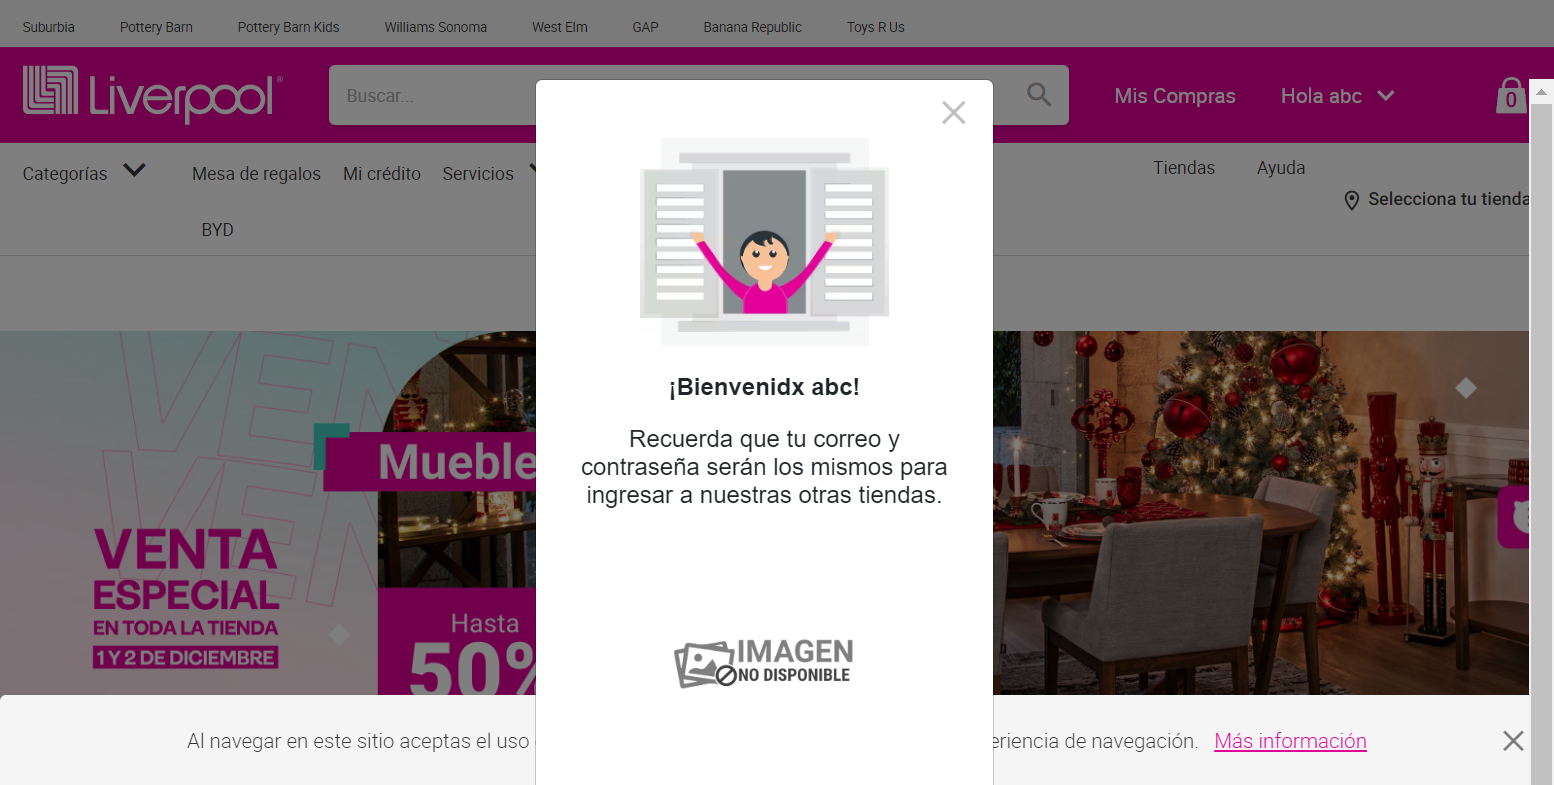 Suburbia Pottery Barn Pottery Barn Kids Williams Sonoma West Elm GAP Banana Republic Toys R Us
Liverpool® Buscar... Mis Compras Hola abc 0
Categorías Mesa de regalos Mi crédito Servicios Tiendas Ayuda
Selecciona tu tienda
BYD
¡Bienvenidx abc!
Recuerda que tu correo y
contraseña serán los mismos para
ingresar a nuestras otras tiendas.
VEN
VEN
Mueble
VENTA
ESPECIAL
EN TODA LA TIENDA
1 Y 2 DE DICIEMBRE
Hasta
50%
IMAGEN
NO DISPONIBLE
Al navegar en este sitio aceptas el uso eriencia de navegación. Más información